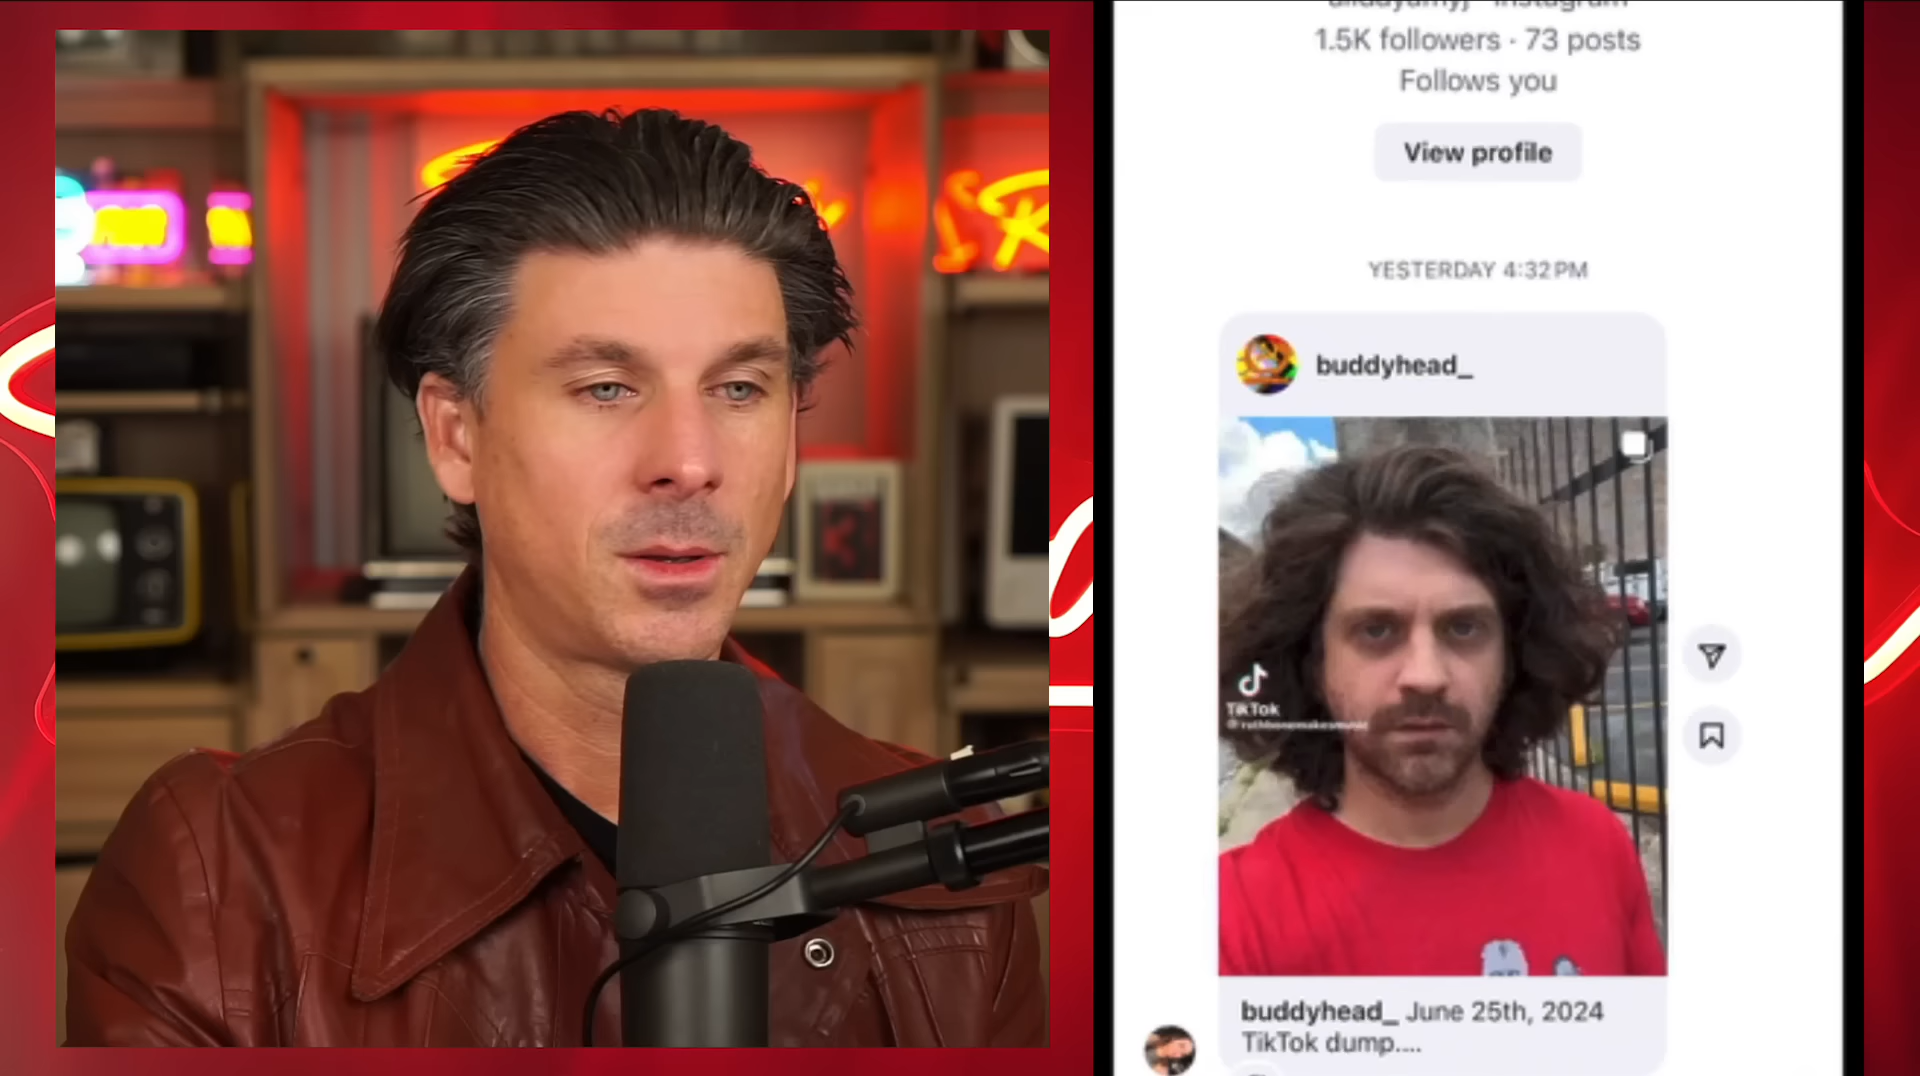 1.5K followers · 73 posts
Follows you
View profile
YESTERDAY 4:32 PM
buddyhead_
TikTok
buddyhead_ June 25th, 2024
TikTok dump....